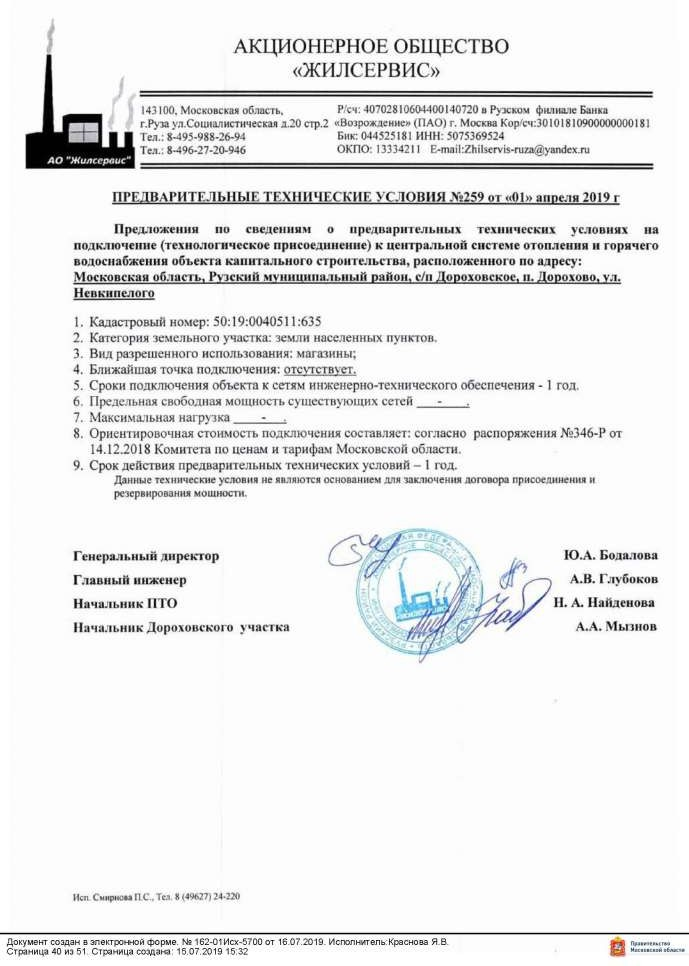 АКЦИОНЕРНОЕ ОБЩЕСТВО
«ЖИЛСЕРВИС»
АО "Жилсервис"
143100, Московская область,
г.Руза ул.Социалистическая д.20 стр.2
Тел.: 8-495-988-26-94
Тел.: 8-496-27-20-946
Р/сч: 40702810604400140720 в Рузском филиале Банка
«Возрождение» (ПАО) г. Москва Кор/сч:30101810900000000181
Бик: 044525181 ИНН: 5075369524
ОКПО: 13334211 E-mail:Zhilservis-ruza@yandex.ru
ПРЕДВАРИТЕЛЬНЫЕ ТЕХНИЧЕСКИЕ УСЛОВИЯ №259 от «01» апреля 2019 г
Предложения по сведениям о предварительных технических условиях на
подключение (технологическое присоединение) к центральной системе отопления и горячего
водоснабжения объекта капитального строительства, расположенного по адресу:
Московская область, Рузский муниципальный район, с/п Дороховское, п. Дорохово, ул.
Невкипелого
1. Кадастровый номер: 50:19:0040511:635
2. Категория земельного участка: земли населенных пунктов.
3. Вид разрешенного использования: магазины;
4. Ближайшая точка подключения: отсутствует.
5. Сроки подключения объекта к сетям инженерно-технического обеспечения - 1 год.
6. Предельная свободная мощность существующих сетей ___-____.
7. Максимальная нагрузка ____-___.
8. Ориентировочная стоимость подключения составляет: согласно распоряжения №346-Р от
14.12.2018 Комитета по ценам и тарифам Московской области.
9. Срок действия предварительных технических условий – 1 год.
Данные технические условия не являются основанием для заключения договора присоединения и
резервирования мощности.
Генеральный директор Ю.А. Бодалова
Главный инженер А.В. Глубоков
Начальник ПТО Н. А. Найденова
Начальник Дороховского участка А.А. Мызнов
Исп. Смирнова П.С., Тел. 8 (49627) 24-220
Документ создан в электронной форме. № 162-01Исх-5700 от 16.07.2019. Исполнитель:Краснова Я.В.
Страница 40 из 51. Страница создана: 15.07.2019 15:32
Правительство
Московской области